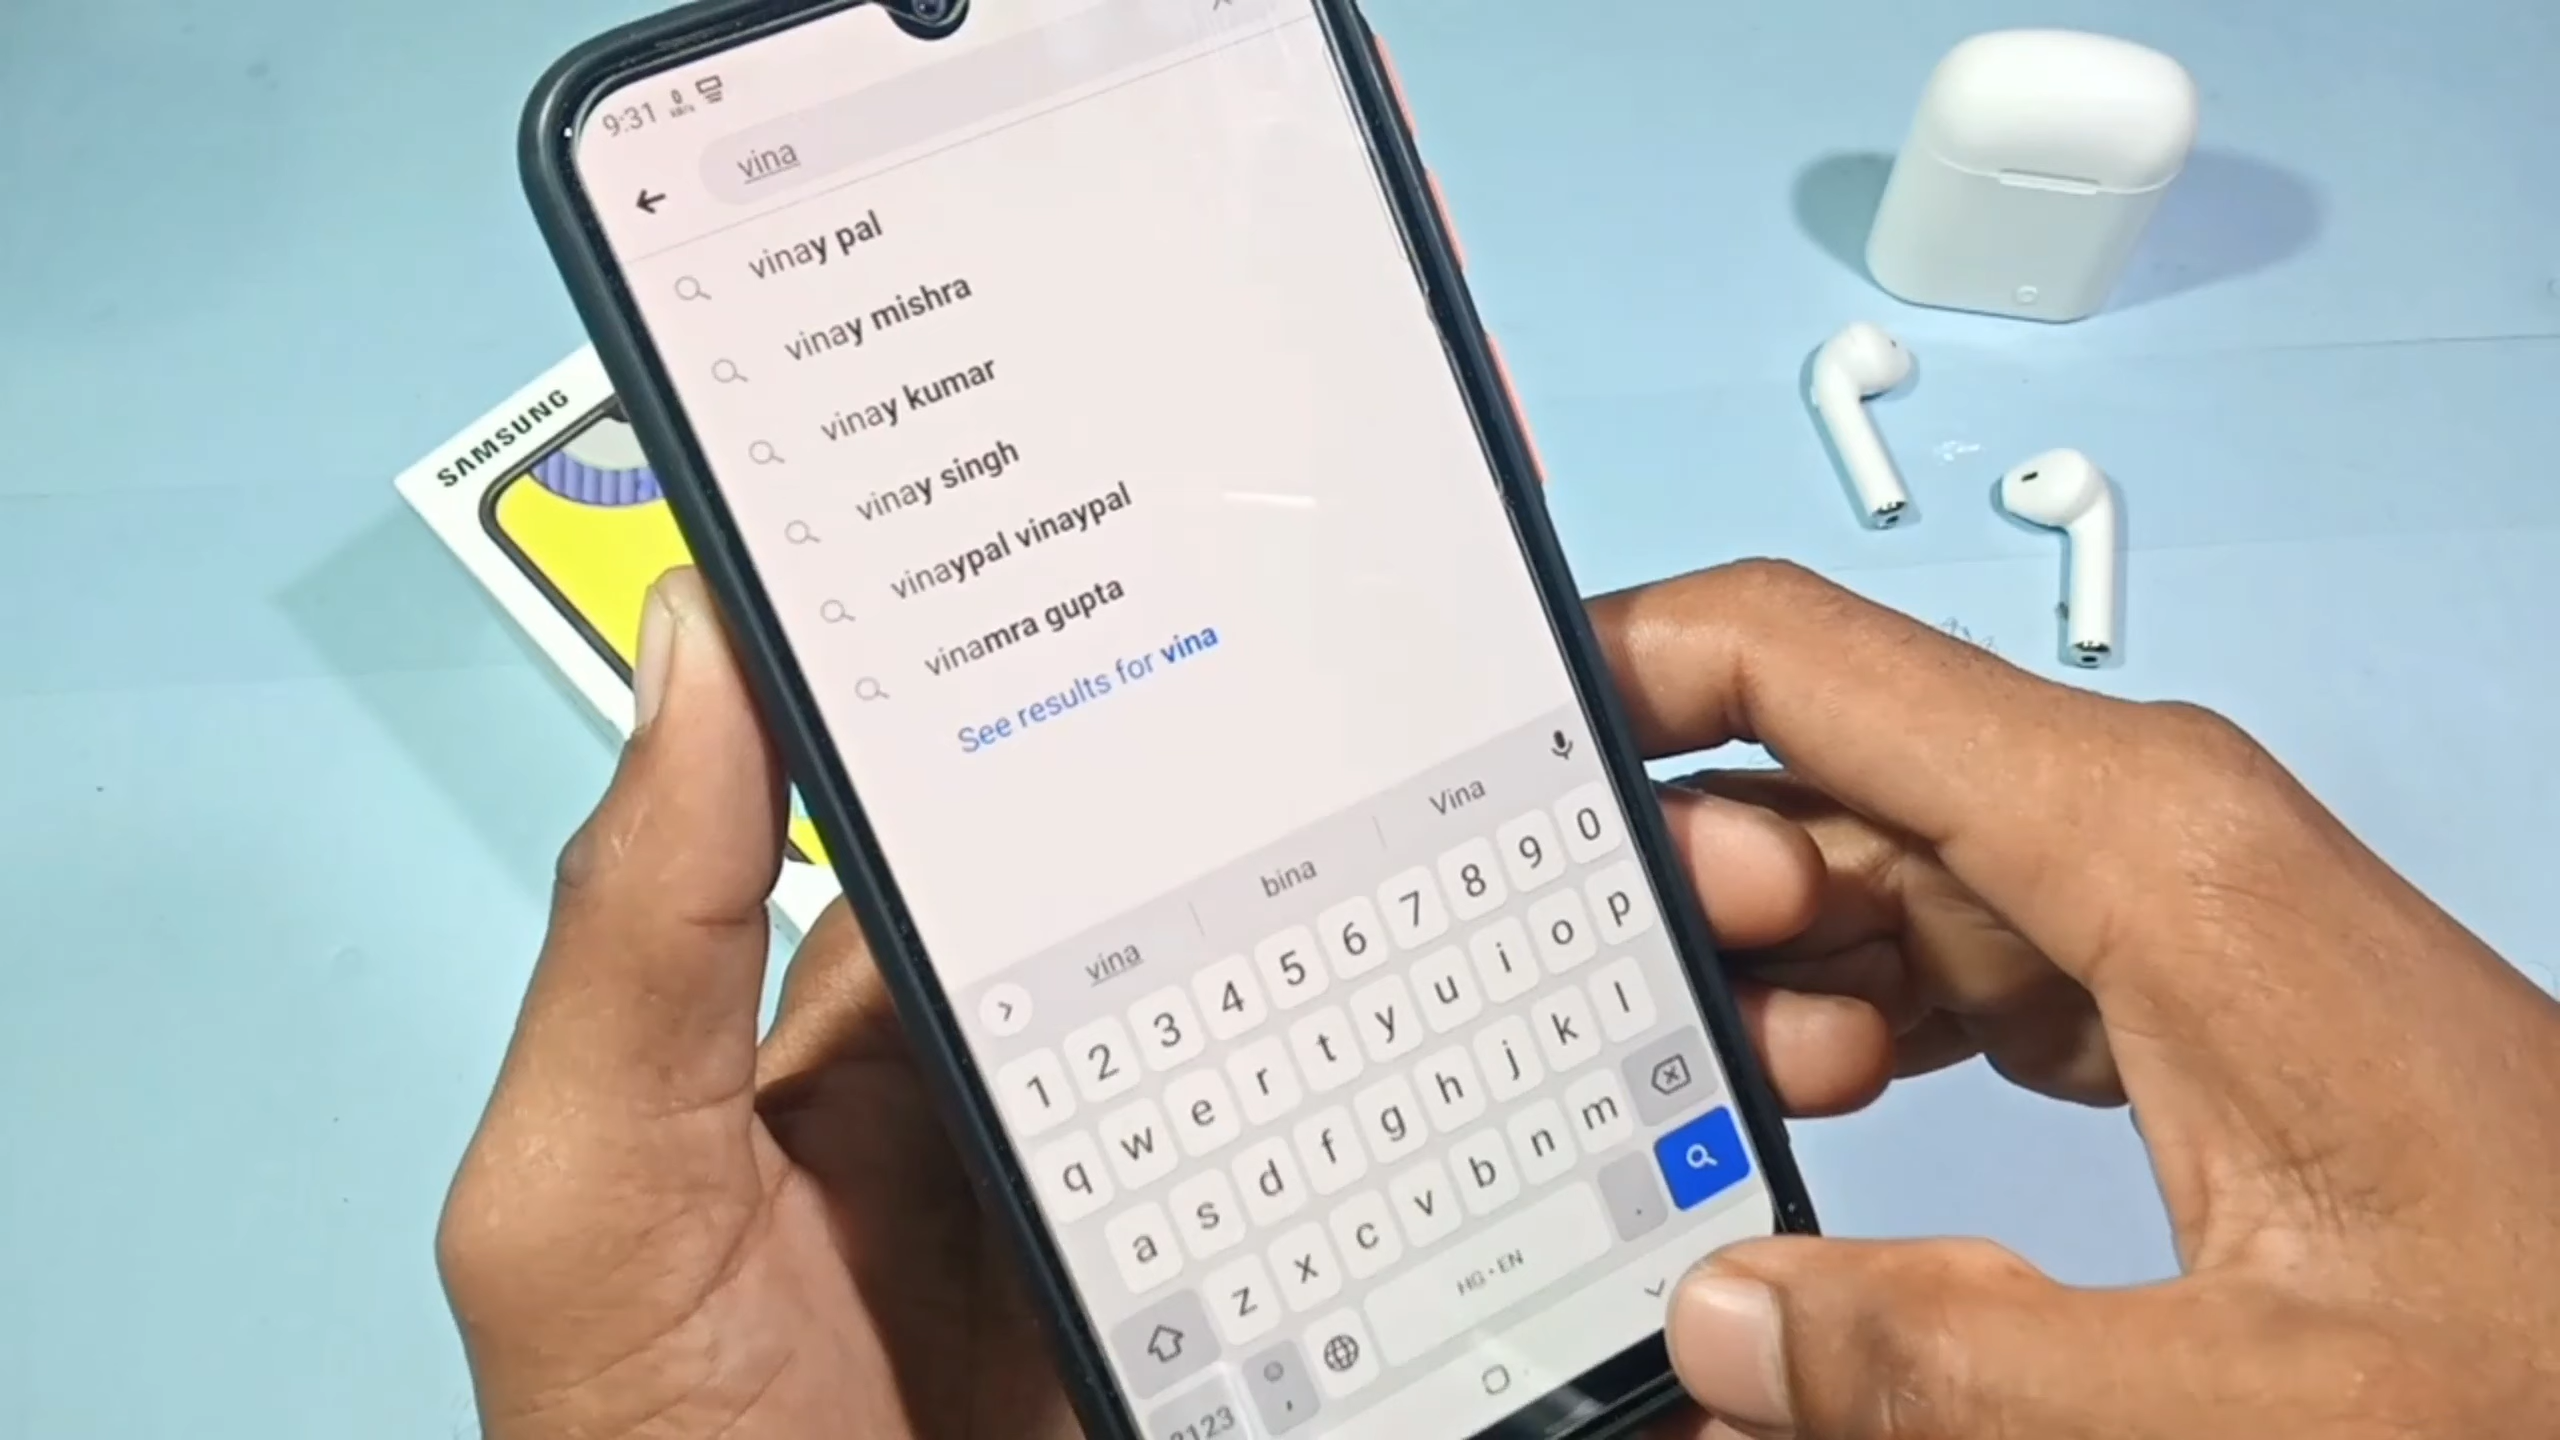 9:31
vina
vinay pal
vinay mishra
vinay kumar
vinay singh
vinaypal vinaypal
vinamra gupta
See results for vina
SAMSUNG
vina bina Vina
1 2 3 4 5 6 7 8 9 0
q w e r t y u i o p
a s d f g h j k l
z x c v b n m
, HG • EN .
?123